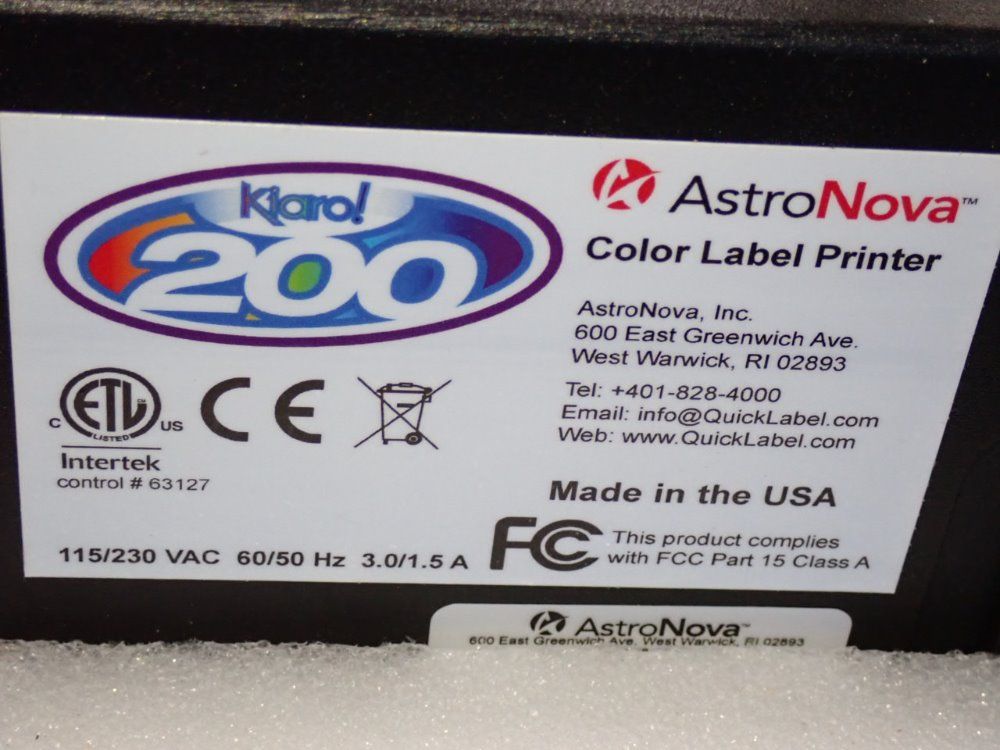 Kiaro!
200
AstroNova™
Color Label Printer
AstroNova, Inc.
600 East Greenwich Ave.
West Warwick, RI 02893
Tel: +401-828-4000
Email: info@QuickLabel.com
Web: www.QuickLabel.com
C ETL US
LISTED
CE
Intertek
control # 63127
Made in the USA
115/230 VAC 60/50 Hz 3.0/1.5 A
FC This product complies
with FCC Part 15 Class A
AstroNova™
600 East Greenwich Ave. West Warwick, RI 02893